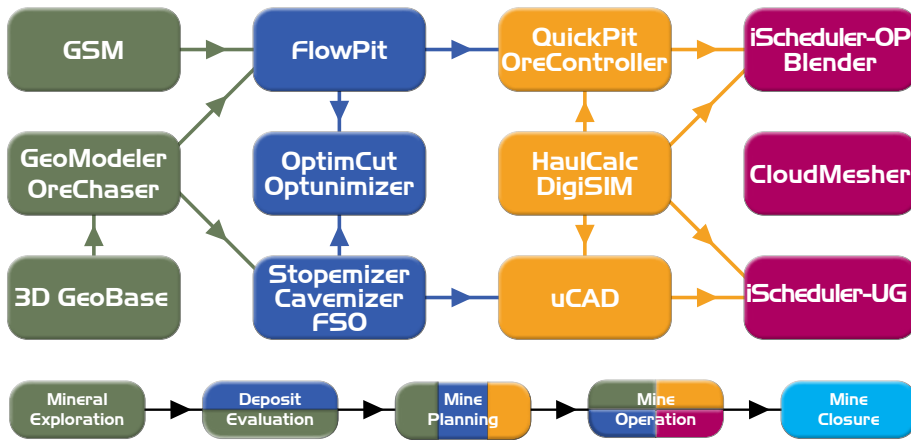 GSM
FlowPit
QuickPit
OreController
iScheduler-OP
Blender
GeoModeler
OreChaser
OptimCut
Optunimizer
HaulCalc
DigiSIM
CloudMesher
3D GeoBase
Stopemizer
Cavemizer
FSO
uCAD
iScheduler-UG
Mineral
Exploration
Deposit
Evaluation
Mine
Planning
Mine
Operation
Mine
Closure